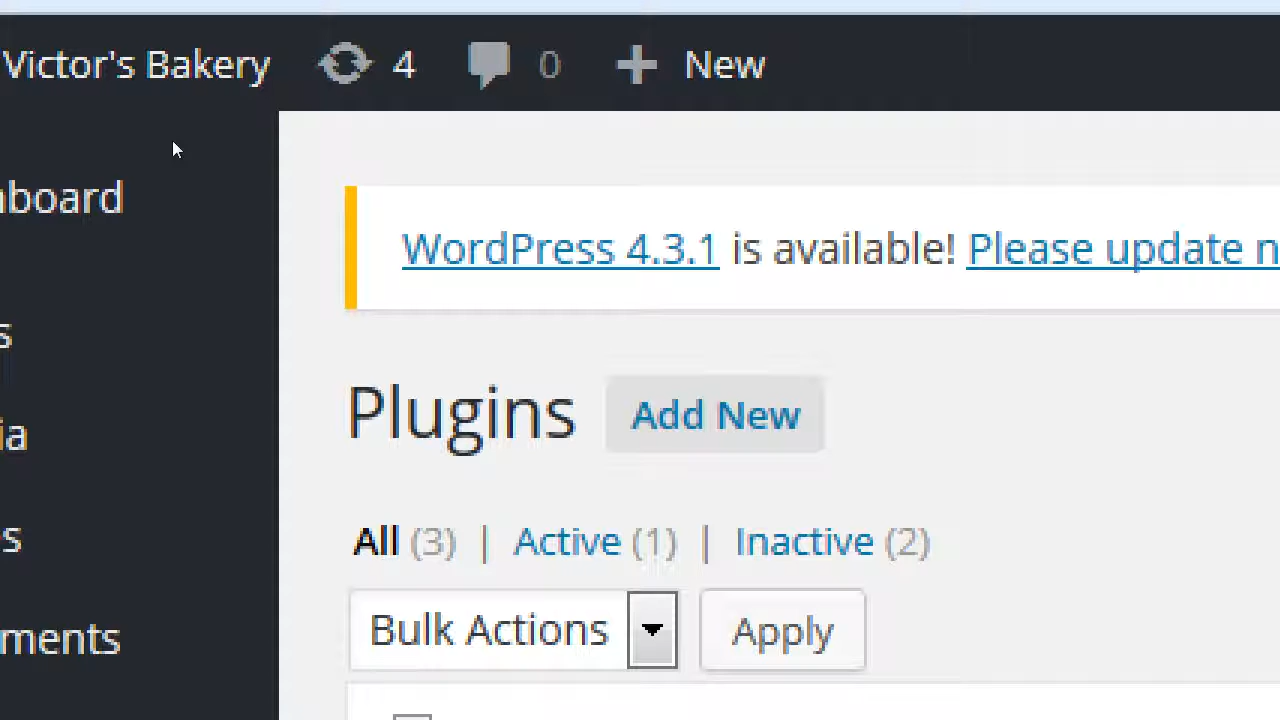 Victor's Bakery 4 0 New
board
WordPress 4.3.1 is available! Please update n
s
Plugins Add New
ia
All (3) | Active (1) | Inactive (2)
s
Bulk Actions Apply
ments